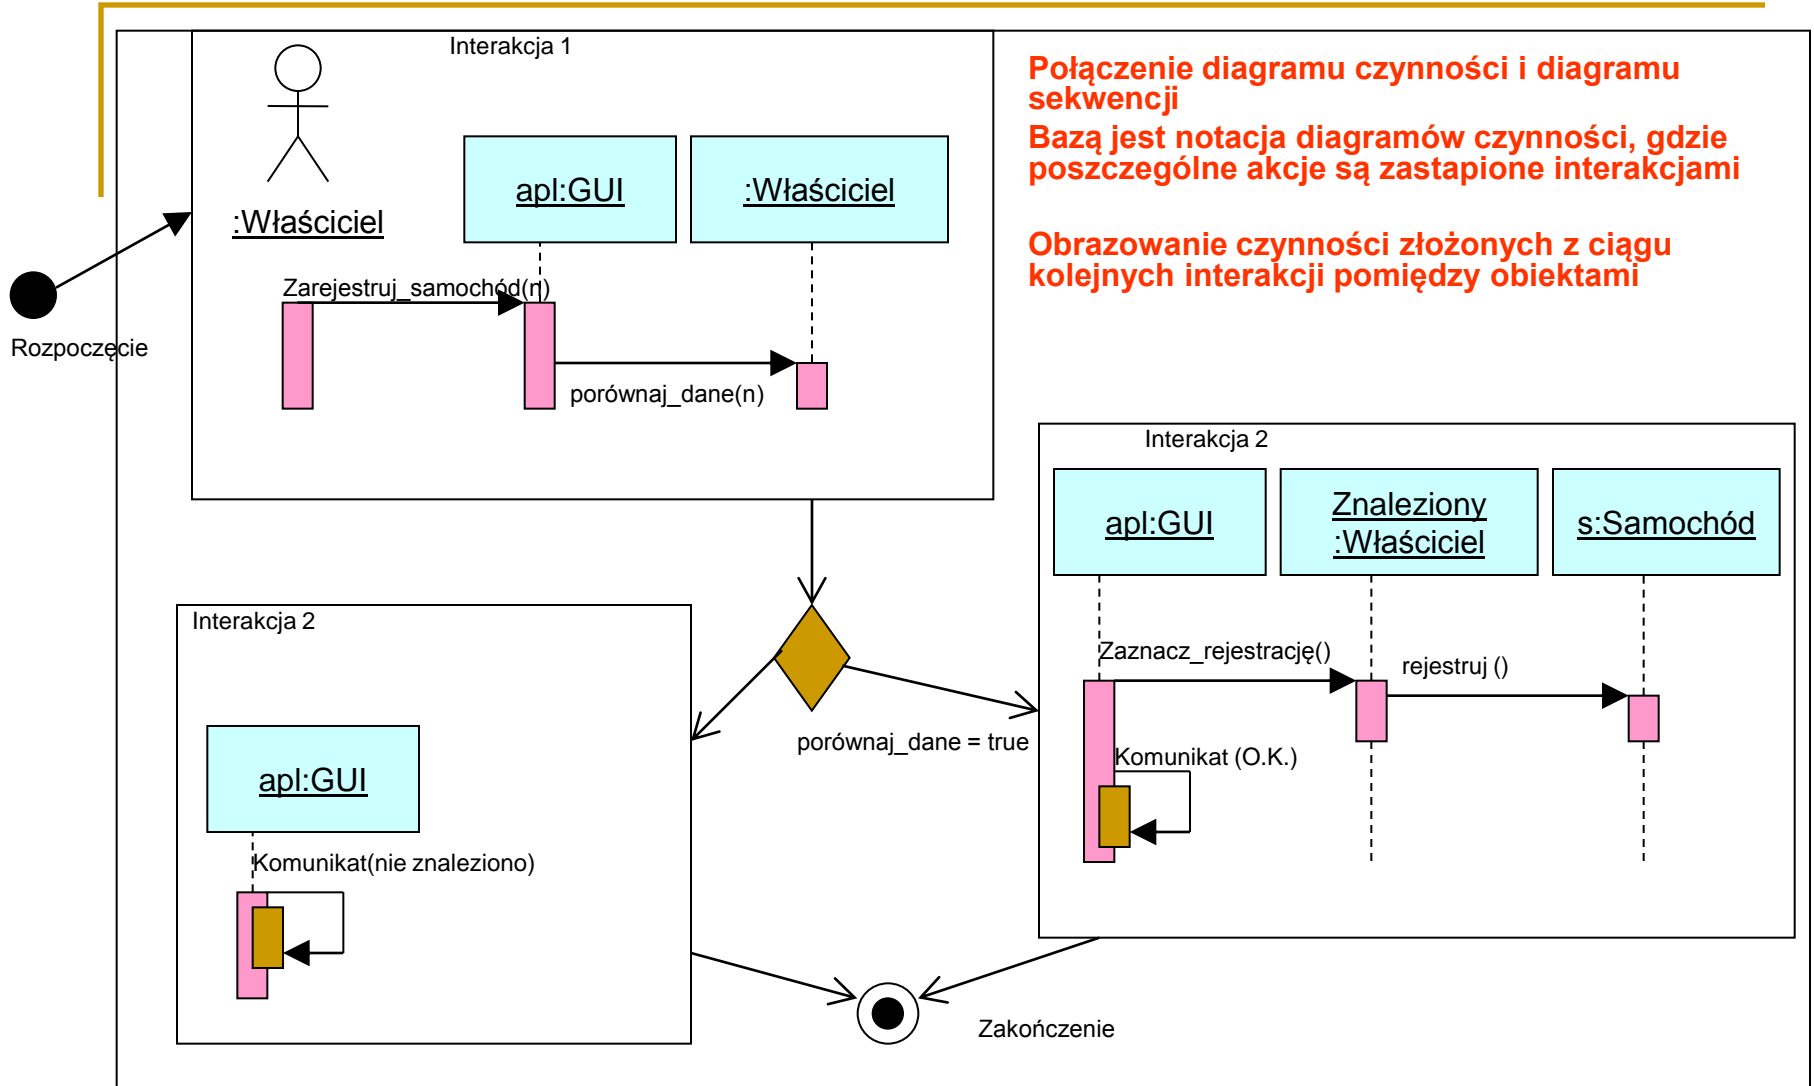 Interakcja 1
Połączenie diagramu czynności i diagramu
sekwencji
Bazą jest notacja diagramów czynności, gdzie
poszczególne akcje są zastapione interakcjami
Obrazowanie czynności złożonych z ciągu
kolejnych interakcji pomiędzy obiektami
:Właściciel
apl:GUI
:Właściciel
Zarejestruj_samochód(n)
porównaj_dane(n)
Rozpoczęcie
Interakcja 2
apl:GUI
Znaleziony
:Właściciel
s:Samochód
Zaznacz_rejestrację()
rejestruj ()
Komunikat (O.K.)
porównaj_dane = true
Interakcja 2
apl:GUI
Komunikat(nie znaleziono)
Zakończenie